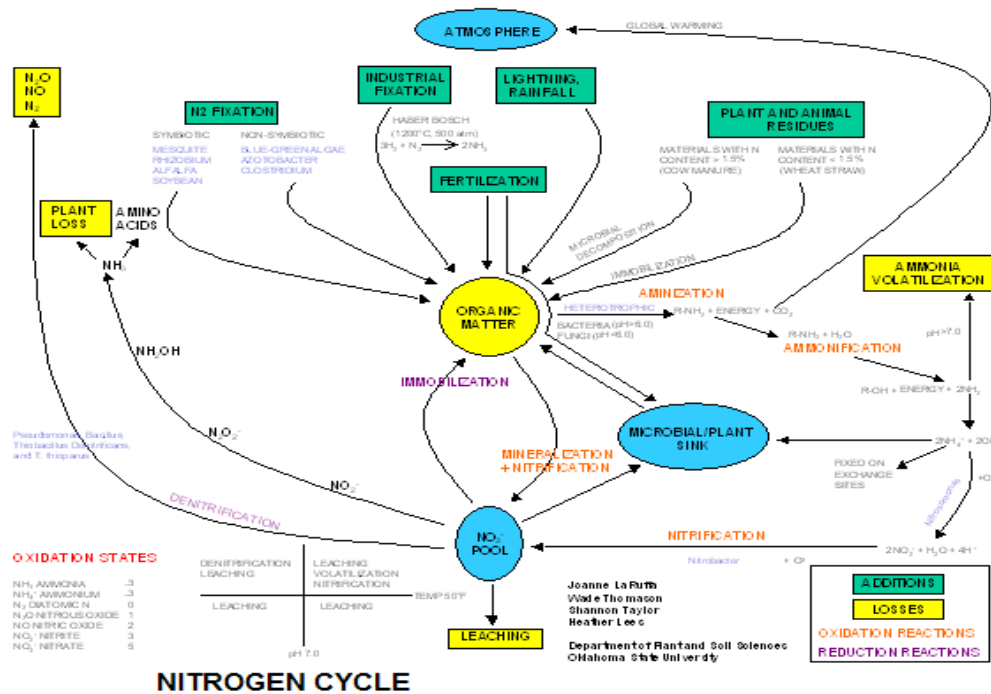 ATMOSPHERE
GLOBAL WARMING
N₂O
NO
N₂
N2 FIXATION
INDUSTRIAL
FIXATION
LIGHTNING,
RAINFALL
PLANT AND ANIMAL
RESIDUES
SYMBIOTIC
MESQUITE
RHIZOBIUM
ALFALFA
SOYBEAN
NON-SYMBIOTIC
BLUE-GREEN ALGAE
AZOTOBACTER
CLOSTRIDIUM
HABER BOSCH
(1200°C, 500 atm)
3H₂ + N₂ 2NH₃
FERTILIZATION
MATERIALS WITH N
CONTENT > 1.5%
(COW MANURE)
MATERIALS WITH N
CONTENT < 1.5%
(WHEAT STRAW)
MICROBIAL
DECOMPOSITION
IMMOBILIZATION
PLANT
LOSS
AMINO
ACIDS
NH₃
NH₂OH
N₂O₂⁻
NO₂⁻
ORGANIC
MATTER
AMINIZATION
HETEROTROPHIC
R-NH₂ + ENERGY + CO₂
BACTERIA (pH>6.0)
FUNGI (pH<6.0)
R-NH₂ + H₂O
AMMONIFICATION
R-OH + ENERGY + 2NH₃
AMMONIA
VOLATILIZATION
pH>7.0
IMMOBILIZATION
MINERALIZATION
+ NITRIFICATION
MICROBIAL/PLANT
SINK
FIXED ON
EXCHANGE
SITES
Nitrosomonas
Pseudomonas, Bacillus,
Thiobacillus Denitrificans,
and T. thioparus
DENITRIFICATION
NO₃⁻
POOL
NITRIFICATION
Nitrobacter
2NO₂⁻ + H₂O + 4H⁺
LEACHING
OXIDATION STATES
NH₃ AMMONIA -3
NH₄⁺ AMMONIUM -3
N₂ DIATOMIC N 0
N₂O NITROUS OXIDE 1
NO NITRIC OXIDE 2
NO₂⁻ NITRITE 3
NO₃⁻ NITRATE 5
DENITRIFICATION
LEACHING
LEACHING
VOLATILIZATION
NITRIFICATION
TEMP 50°F
LEACHING
LEACHING
pH 7.0
Joanne LaRuffa
Wade Thomason
Shannon Taylor
Heather Lees
Department of Plant and Soil Sciences
Oklahoma State University
ADDITIONS
LOSSES
OXIDATION REACTIONS
REDUCTION REACTIONS
NITROGEN CYCLE